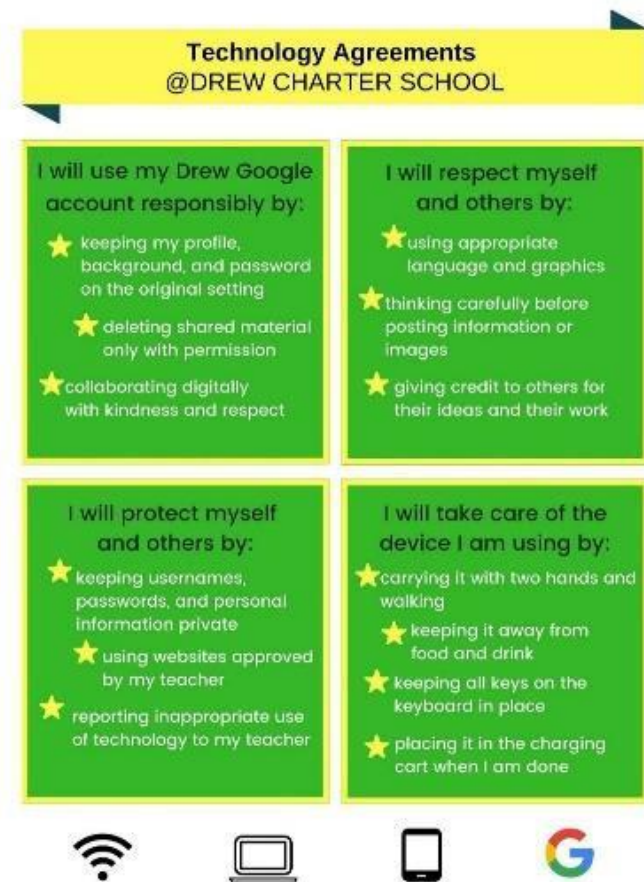 Technology Agreements
@DREW CHARTER SCHOOL
I will use my Drew Google
account responsibly by:
keeping my profile,
background, and password
on the original setting
deleting shared material
only with permission
collaborating digitally
with kindness and respect
I will respect myself
and others by:
using appropriate
language and graphics
thinking carefully before
posting information or
images
giving credit to others for
their ideas and their work
I will protect myself
and others by:
keeping usernames,
passwords, and personal
information private
using websites approved
by my teacher
reporting inappropriate use
of technology to my teacher
I will take care of the
device I am using by:
carrying it with two hands and
walking
keeping it away from
food and drink
keeping all keys on the
keyboard in place
placing it in the charging
cart when I am done
G